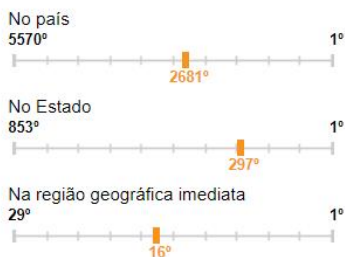 No país
5570º 1º
2681º
No Estado
853º 1º
297º
Na região geográfica imediata
29º 1º
16º